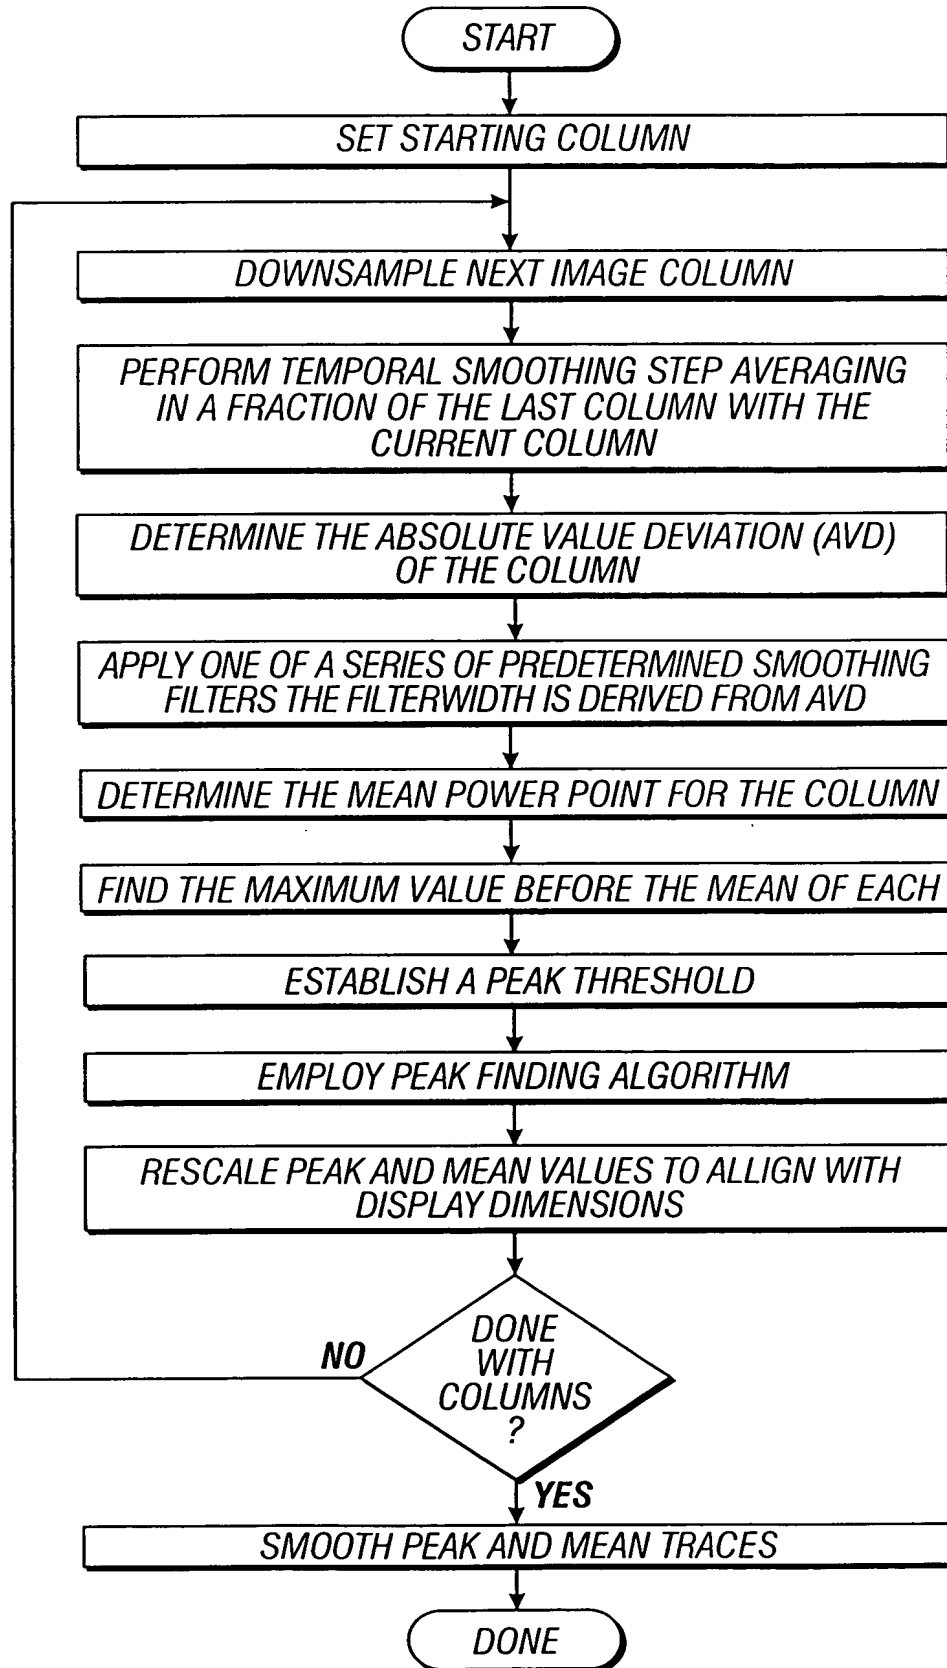 START
SET STARTING COLUMN
DOWNSAMPLE NEXT IMAGE COLUMN
PERFORM TEMPORAL SMOOTHING STEP AVERAGING
IN A FRACTION OF THE LAST COLUMN WITH THE
CURRENT COLUMN
DETERMINE THE ABSOLUTE VALUE DEVIATION (AVD)
OF THE COLUMN
APPLY ONE OF A SERIES OF PREDETERMINED SMOOTHING
FILTERS THE FILTERWIDTH IS DERIVED FROM AVD
DETERMINE THE MEAN POWER POINT FOR THE COLUMN
FIND THE MAXIMUM VALUE BEFORE THE MEAN OF EACH
ESTABLISH A PEAK THRESHOLD
EMPLOY PEAK FINDING ALGORITHM
RESCALE PEAK AND MEAN VALUES TO ALLIGN WITH
DISPLAY DIMENSIONS
DONE
WITH
COLUMNS
?
NO
YES
SMOOTH PEAK AND MEAN TRACES
DONE